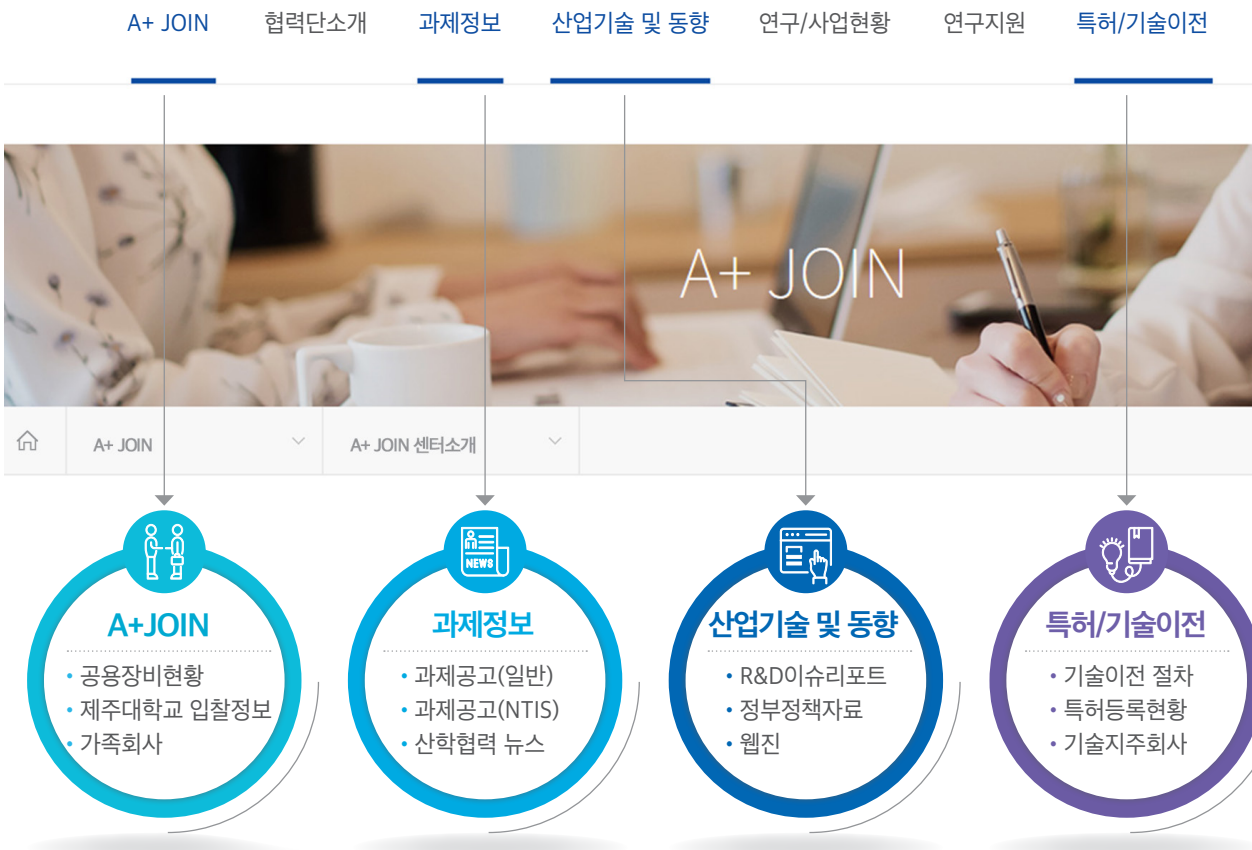 A+ JOIN 협력단소개 과제정보 산업기술 및 동향 연구/사업현황 연구지원 특허/기술이전
A+ JOIN
A+ JOIN A+ JOIN 센터소개
NEWS
A+JOIN
• 공용장비현황
• 제주대학교 입찰정보
• 가족회사
과제정보
• 과제공고(일반)
• 과제공고(NTIS)
• 산학협력 뉴스
산업기술 및 동향
• R&D이슈리포트
• 정부정책자료
• 웹진
특허/기술이전
• 기술이전 절차
• 특허등록현황
• 기술지주회사